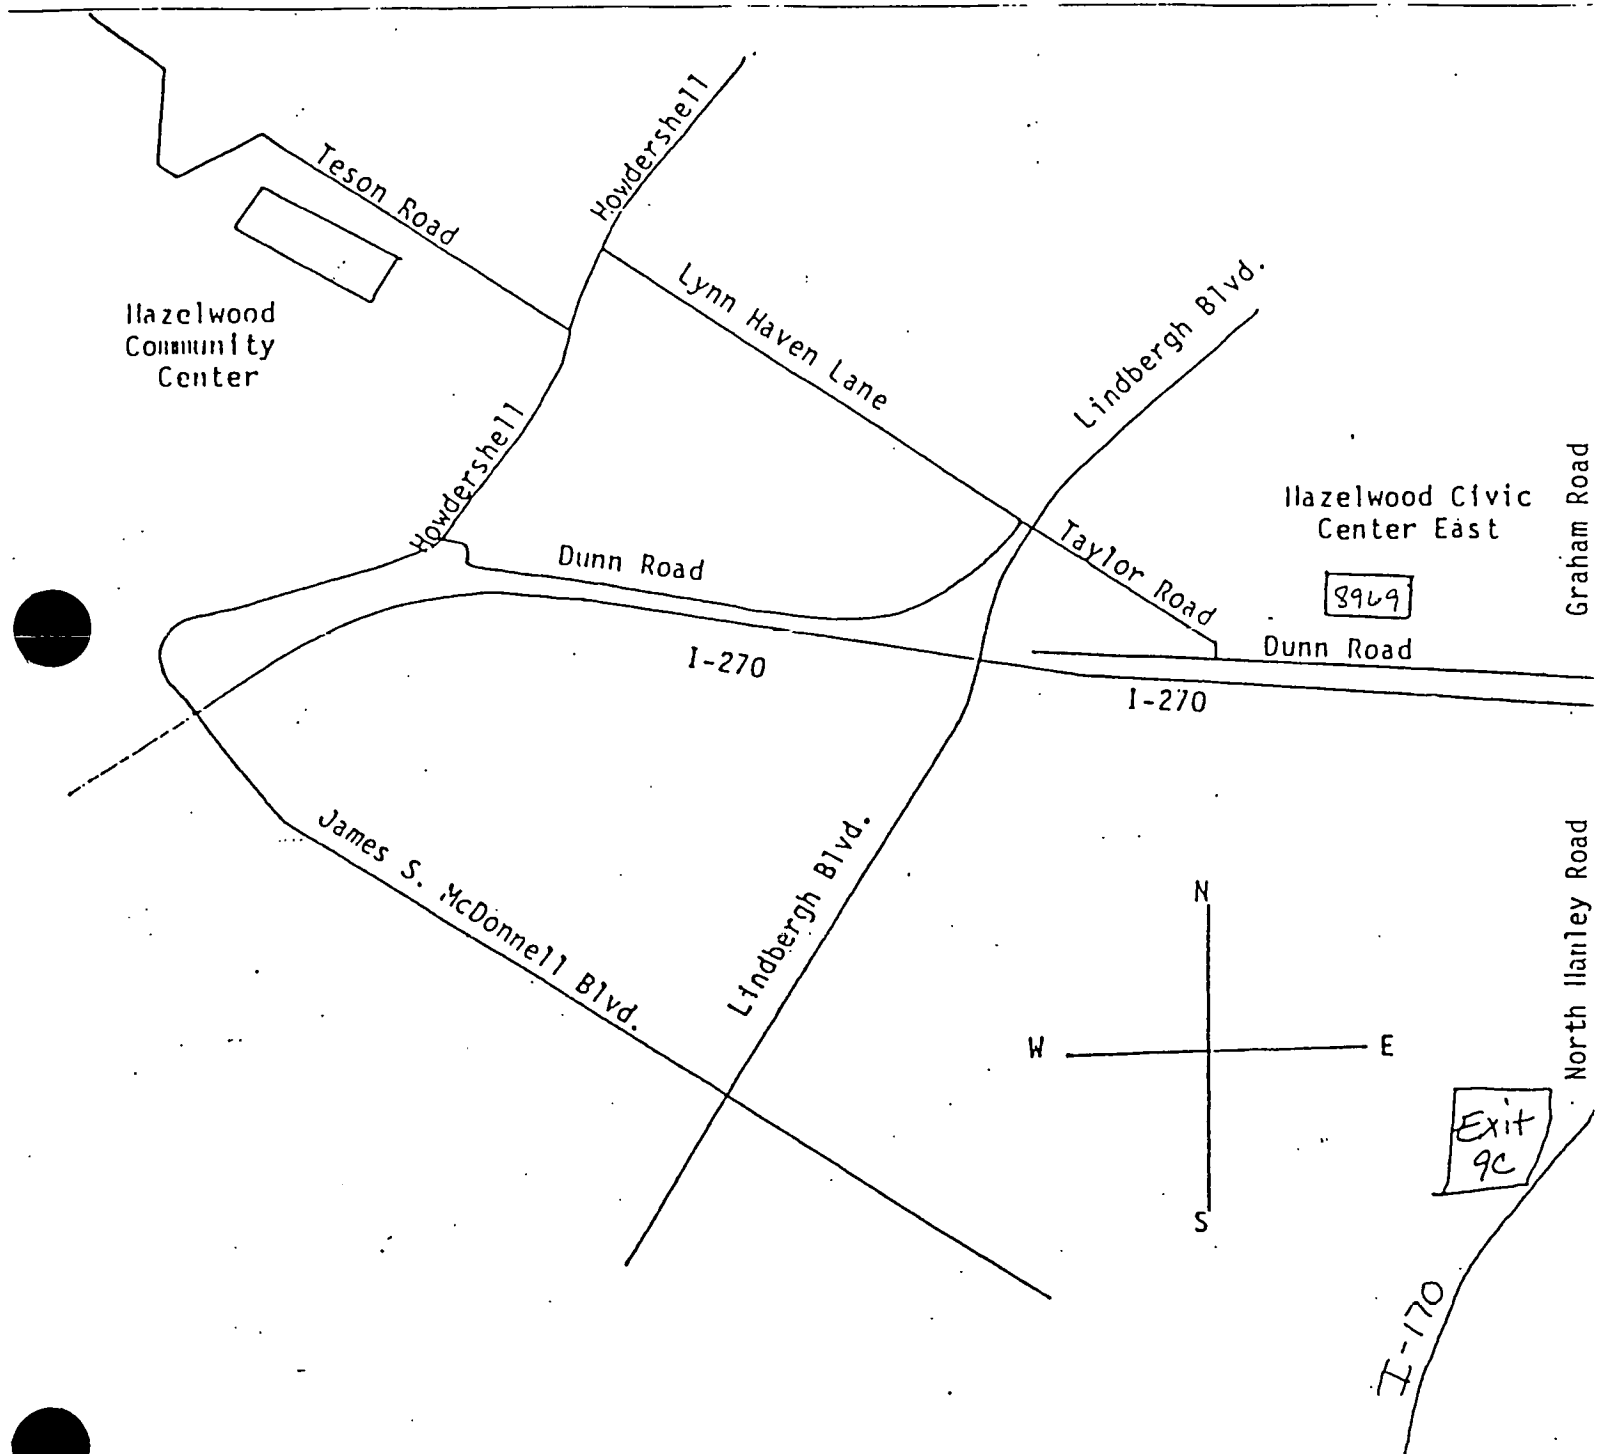 Howdershell
Teson Road
Lynn Haven Lane
Lindbergh Blvd.
Hazelwood
Community
Center
Howdershell
Graham Road
Hazelwood Civic
Center East
Taylor Road
Dunn Road
8969
Dunn Road
I-270
I-270
James S. McDonnell Blvd.
Lindbergh Blvd.
North Hanley Road
N
W
E
S
Exit
9C
I-170